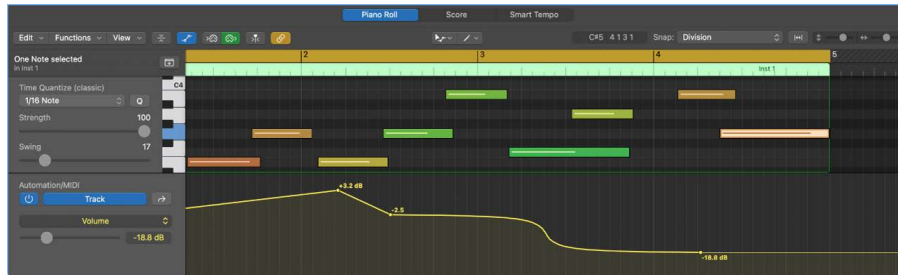 Piano Roll Score Smart Tempo
Edit Functions View C#5 4 1 3 1 Snap: Division
One Note selected 2 3 4 5
in Inst 1 Inst 1
Time Quantize (classic) C4
1/16 Note Q
Strength 100
Swing 17
Automation/MIDI +3.2 dB
Track
-2.5
Volume
-18.8 dB -18.8 dB